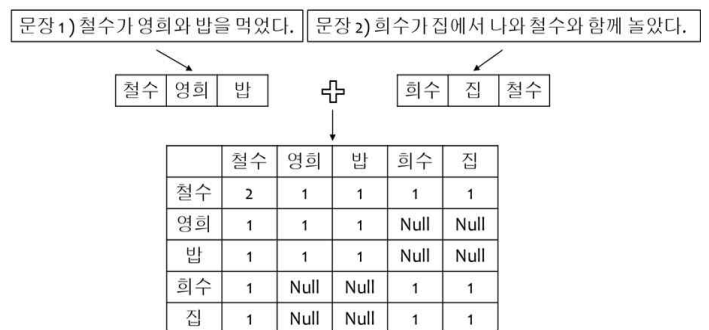 문장 1) 철수가 영희와 밥을 먹었다. 문장 2) 희수가 집에서 나와 철수와 함께 놀았다.
철수 영희 밥 희수 집 철수
철수 영희 밥 희수 집
철수 2 1 1 1 1
영희 1 1 1 Null Null
밥 1 1 1 Null Null
희수 1 Null Null 1 1
집 1 Null Null 1 1